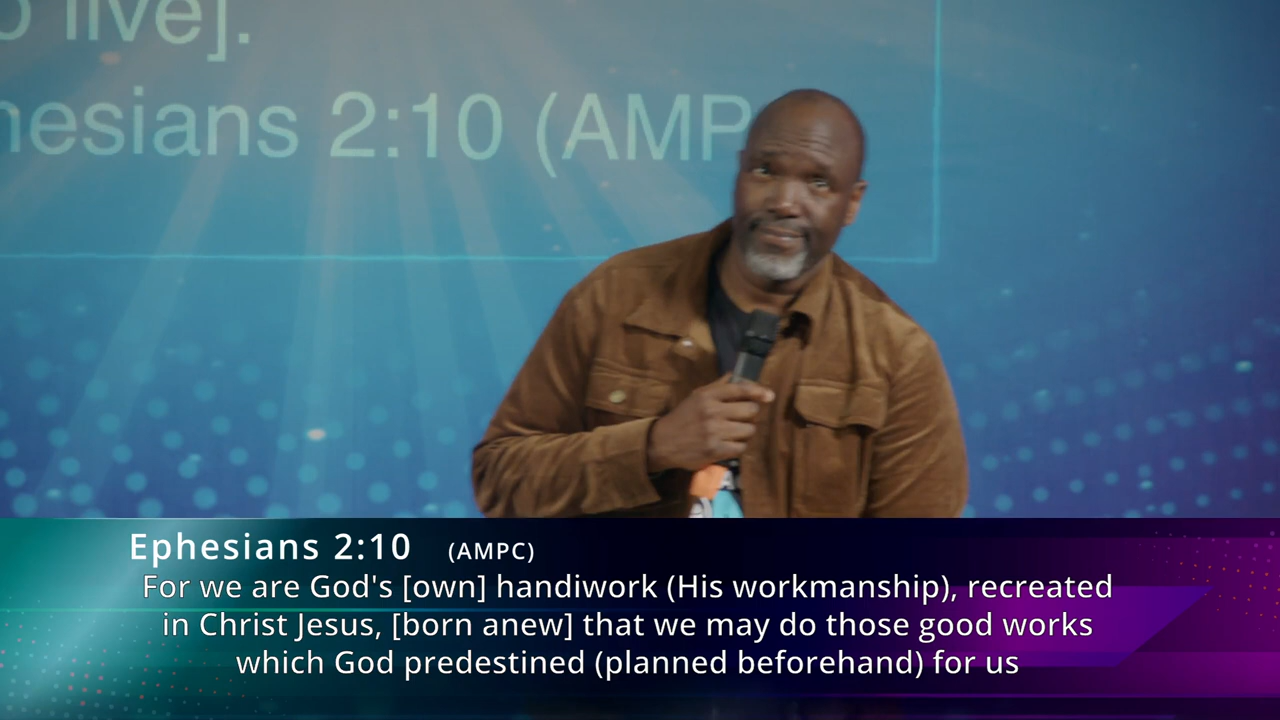 o live].
hesians 2:10 (AMP
Ephesians 2:10 (AMPC)
For we are God's [own] handiwork (His workmanship), recreated
in Christ Jesus, [born anew] that we may do those good works
which God predestined (planned beforehand) for us